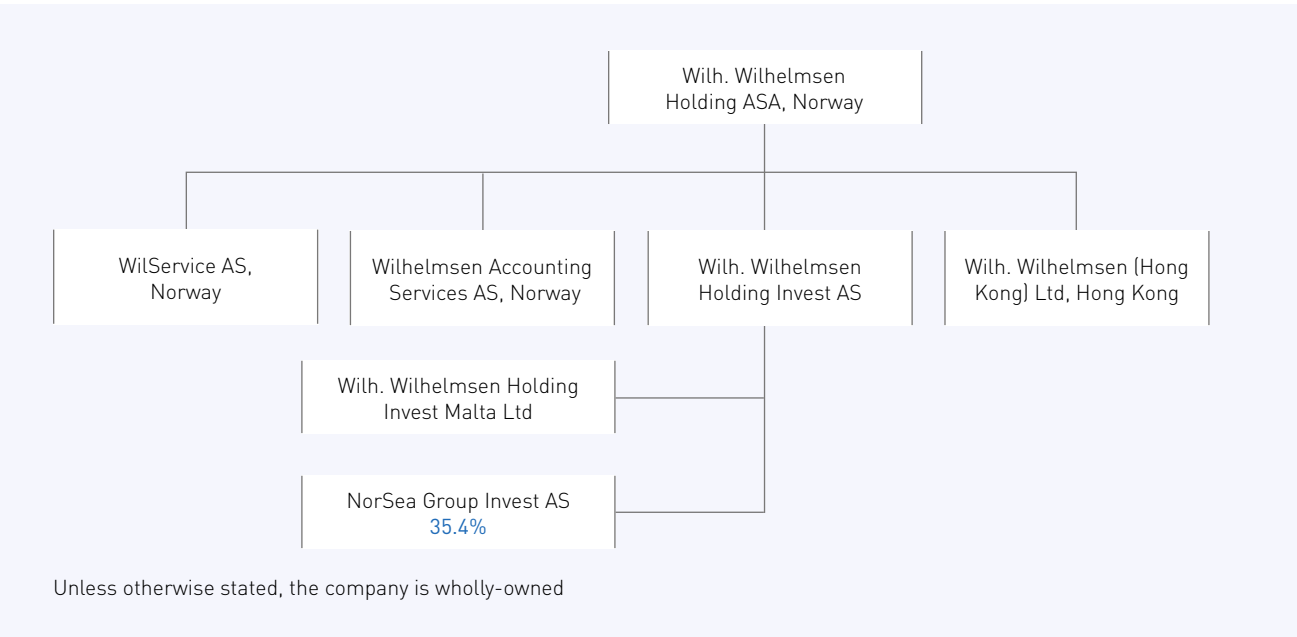 Wilh. Wilhelmsen
Holding ASA, Norway
WilService AS,
Norway
Wilhelmsen Accounting
Services AS, Norway
Wilh. Wilhelmsen
Holding Invest AS
Wilh. Wilhelmsen (Hong
Kong) Ltd, Hong Kong
Wilh. Wilhelmsen Holding
Invest Malta Ltd
NorSea Group Invest AS
35.4%
Unless otherwise stated, the company is wholly-owned